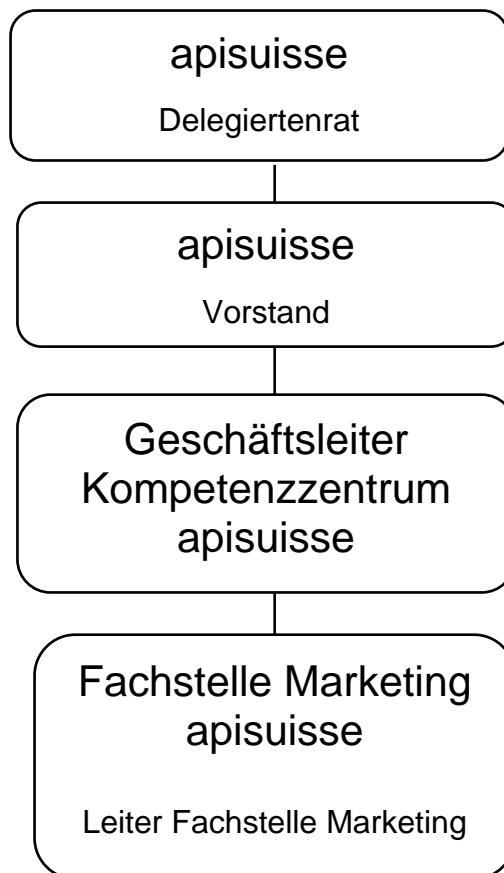 apisuisse
Delegiertenrat
apisuisse
Vorstand
Geschäftsleiter
Kompetenzzentrum
apisuisse
Fachstelle Marketing
apisuisse
Leiter Fachstelle Marketing